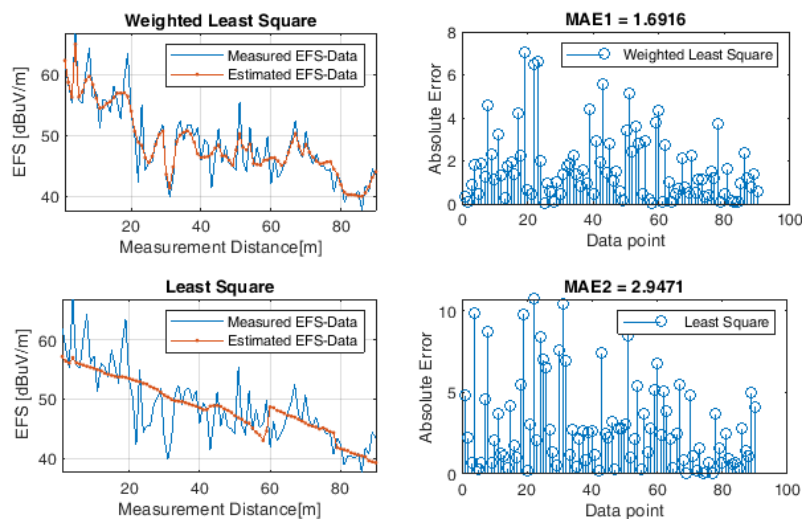 Weighted Least Square
Measured EFS-Data
Estimated EFS-Data
EFS [dBuV/m]
60
50
40
20 40 60 80
Measurement Distance[m]
MAE1 = 1.6916
Weighted Least Square
Absolute Error
8
6
4
2
0
0 20 40 60 80 100
Data point
Least Square
Measured EFS-Data
Estimated EFS-Data
EFS [dBuV/m]
60
50
40
20 40 60 80
Measurement Distance[m]
MAE2 = 2.9471
Least Square
Absolute Error
10
5
0
0 20 40 60 80 100
Data point